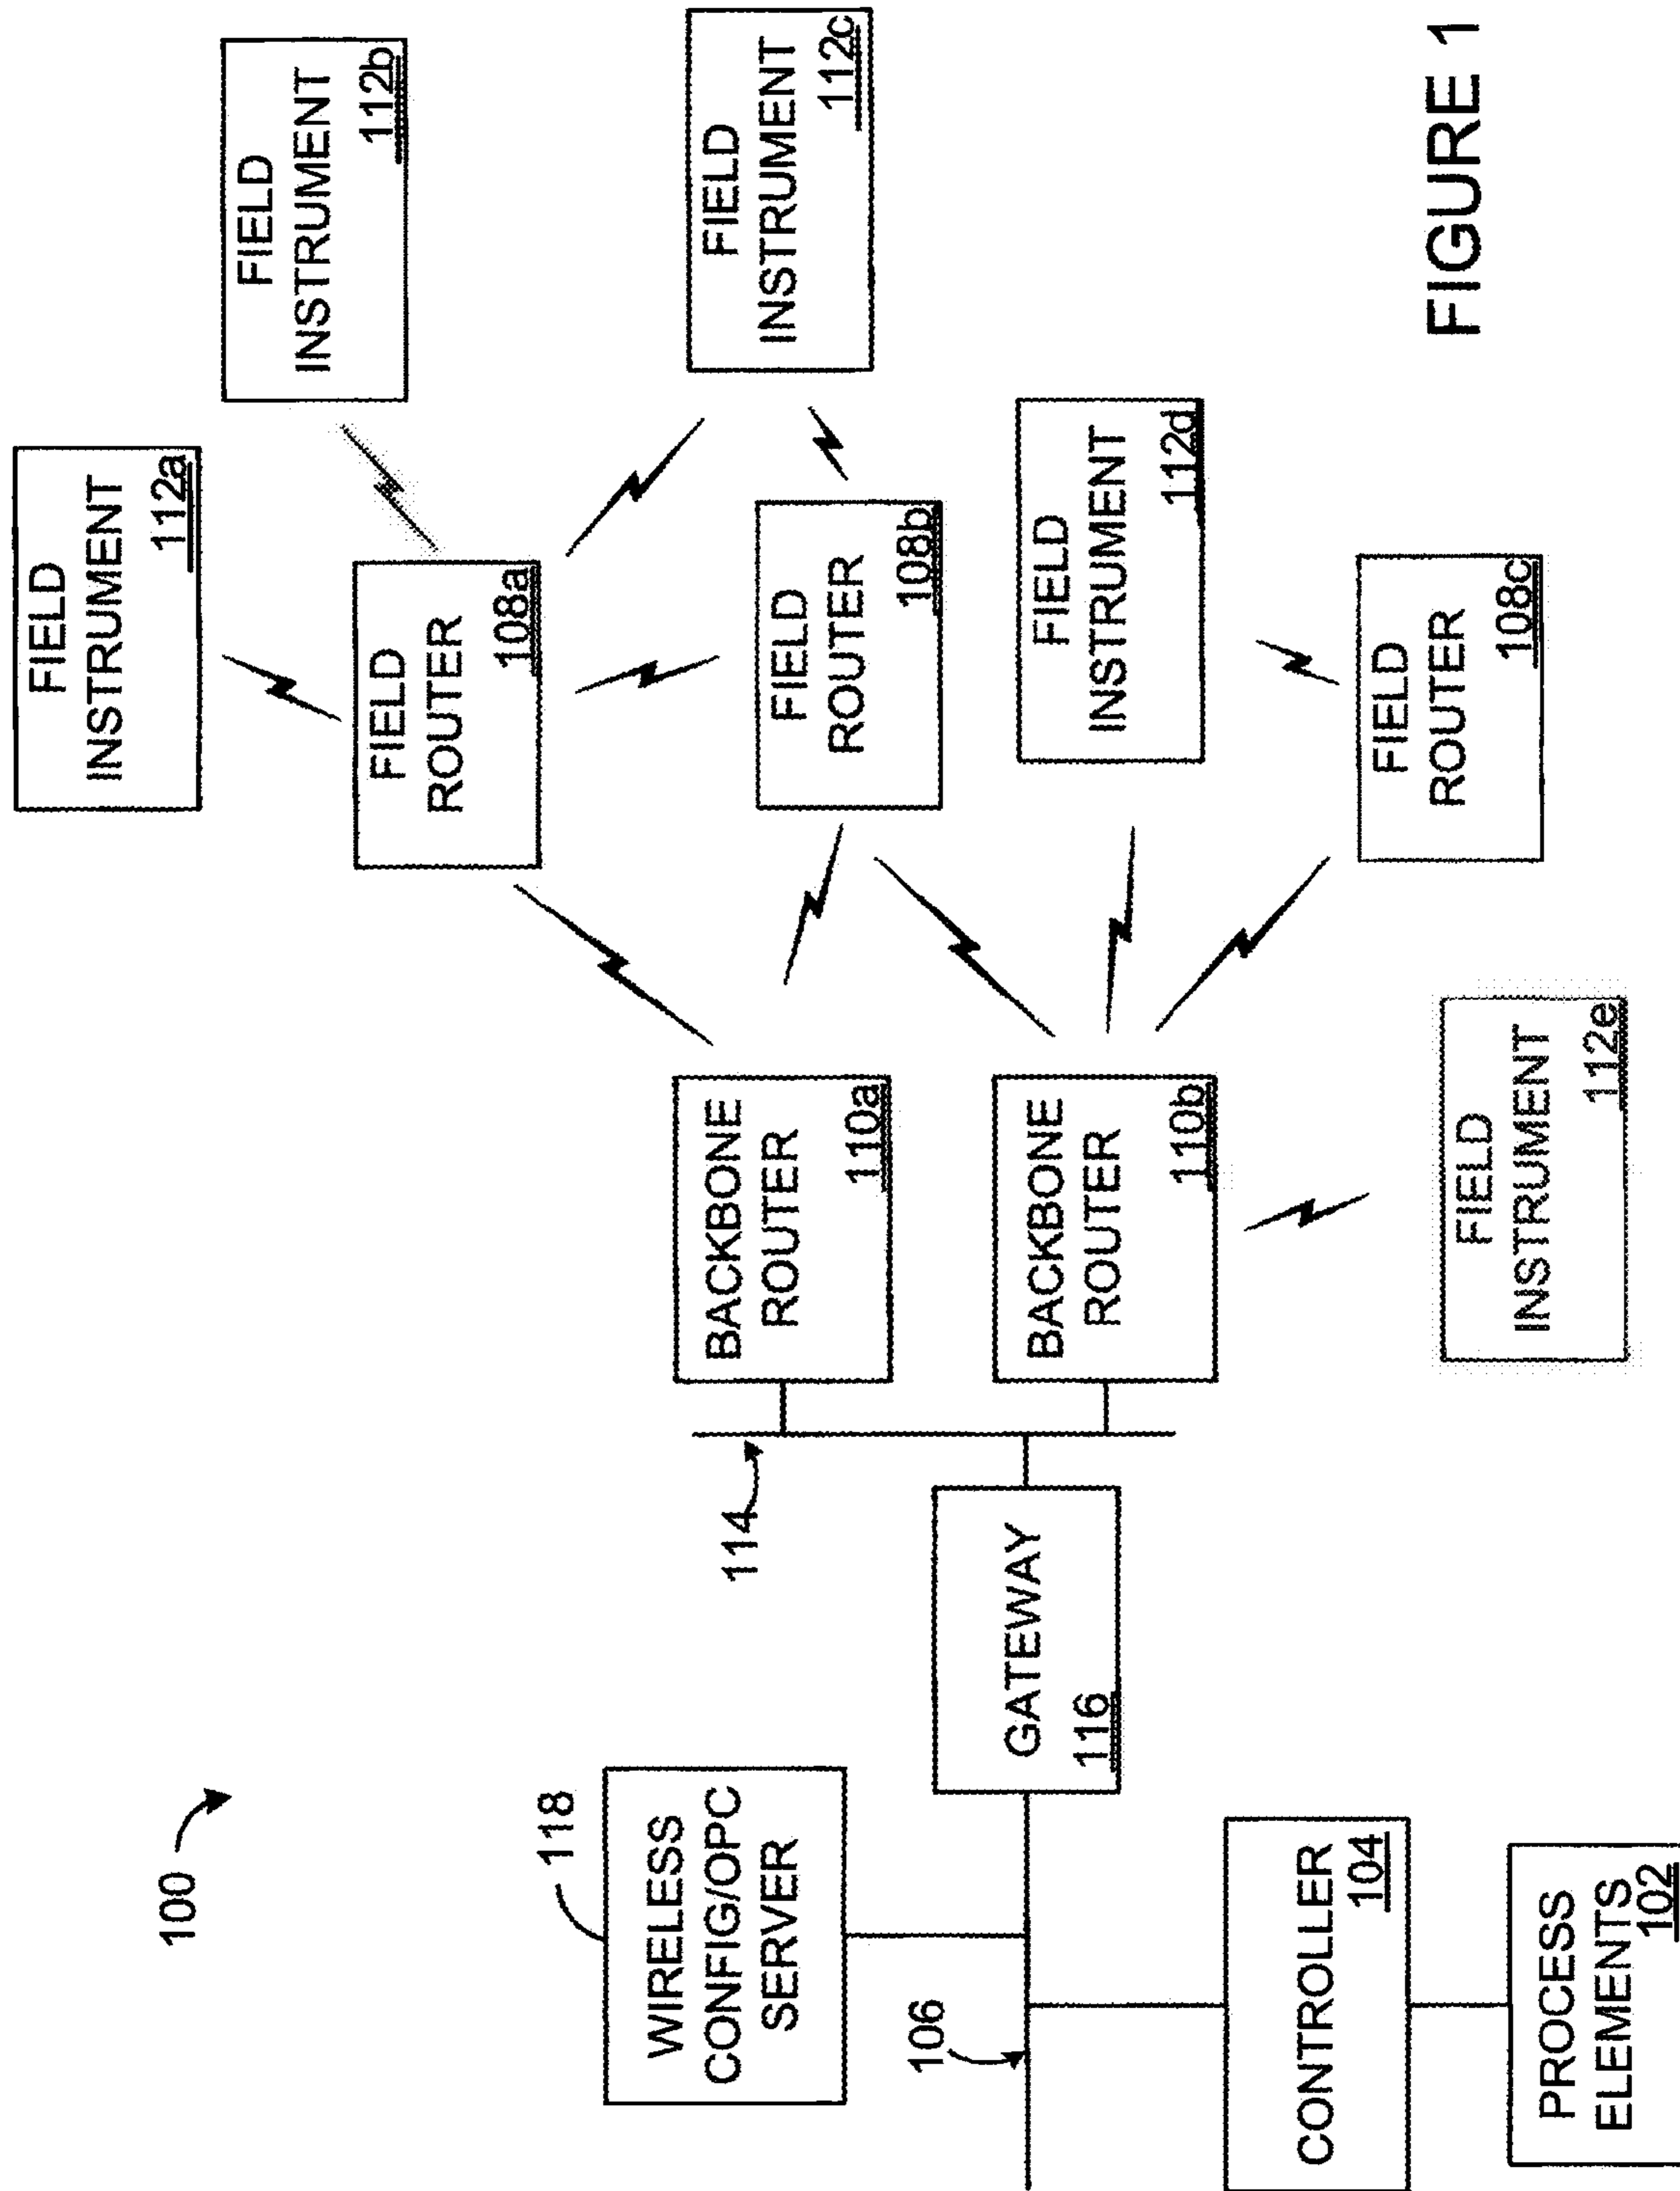 100
FIELD
INSTRUMENT
112a
FIELD
INSTRUMENT
112b
FIELD
ROUTER
108a
WIRELESS
CONFIG/OPC
SERVER
118
114
BACKBONE
ROUTER
110a
FIELD
ROUTER
108b
FIELD
INSTRUMENT
112c
106
GATEWAY
116
BACKBONE
ROUTER
110b
FIELD
INSTRUMENT
112d
CONTROLLER
104
PROCESS
ELEMENTS
102
FIELD
INSTRUMENT
112e
FIELD
ROUTER
108c
FIGURE 1